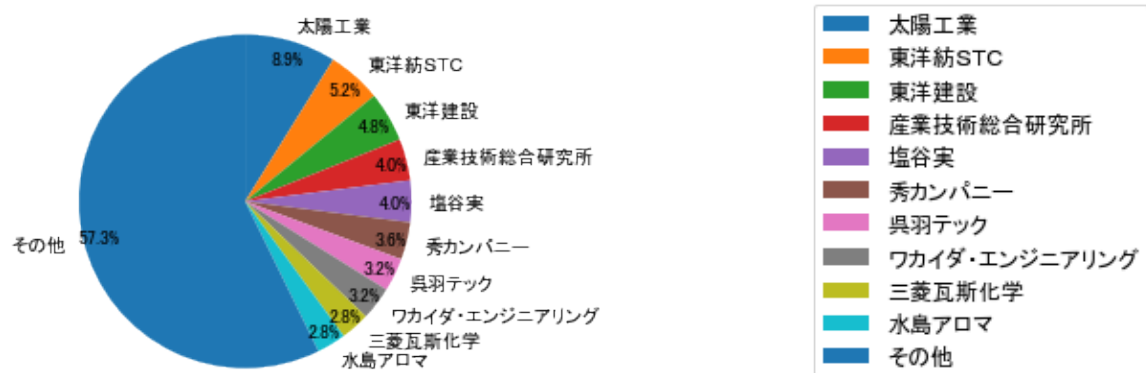 太陽工業
8.9%
東洋紡STC
5.2%
東洋建設
4.8%
産業技術総合研究所
4.0%
塩谷実
4.0%
秀カンパニー
3.6%
呉羽テック
3.2%
ワカイダ・エンジニアリング
3.2%
三菱瓦斯化学
2.8%
水島アロマ
2.8%
その他
57.3%
太陽工業
東洋紡STC
東洋建設
産業技術総合研究所
塩谷実
秀カンパニー
呉羽テック
ワカイダ・エンジニアリング
三菱瓦斯化学
水島アロマ
その他